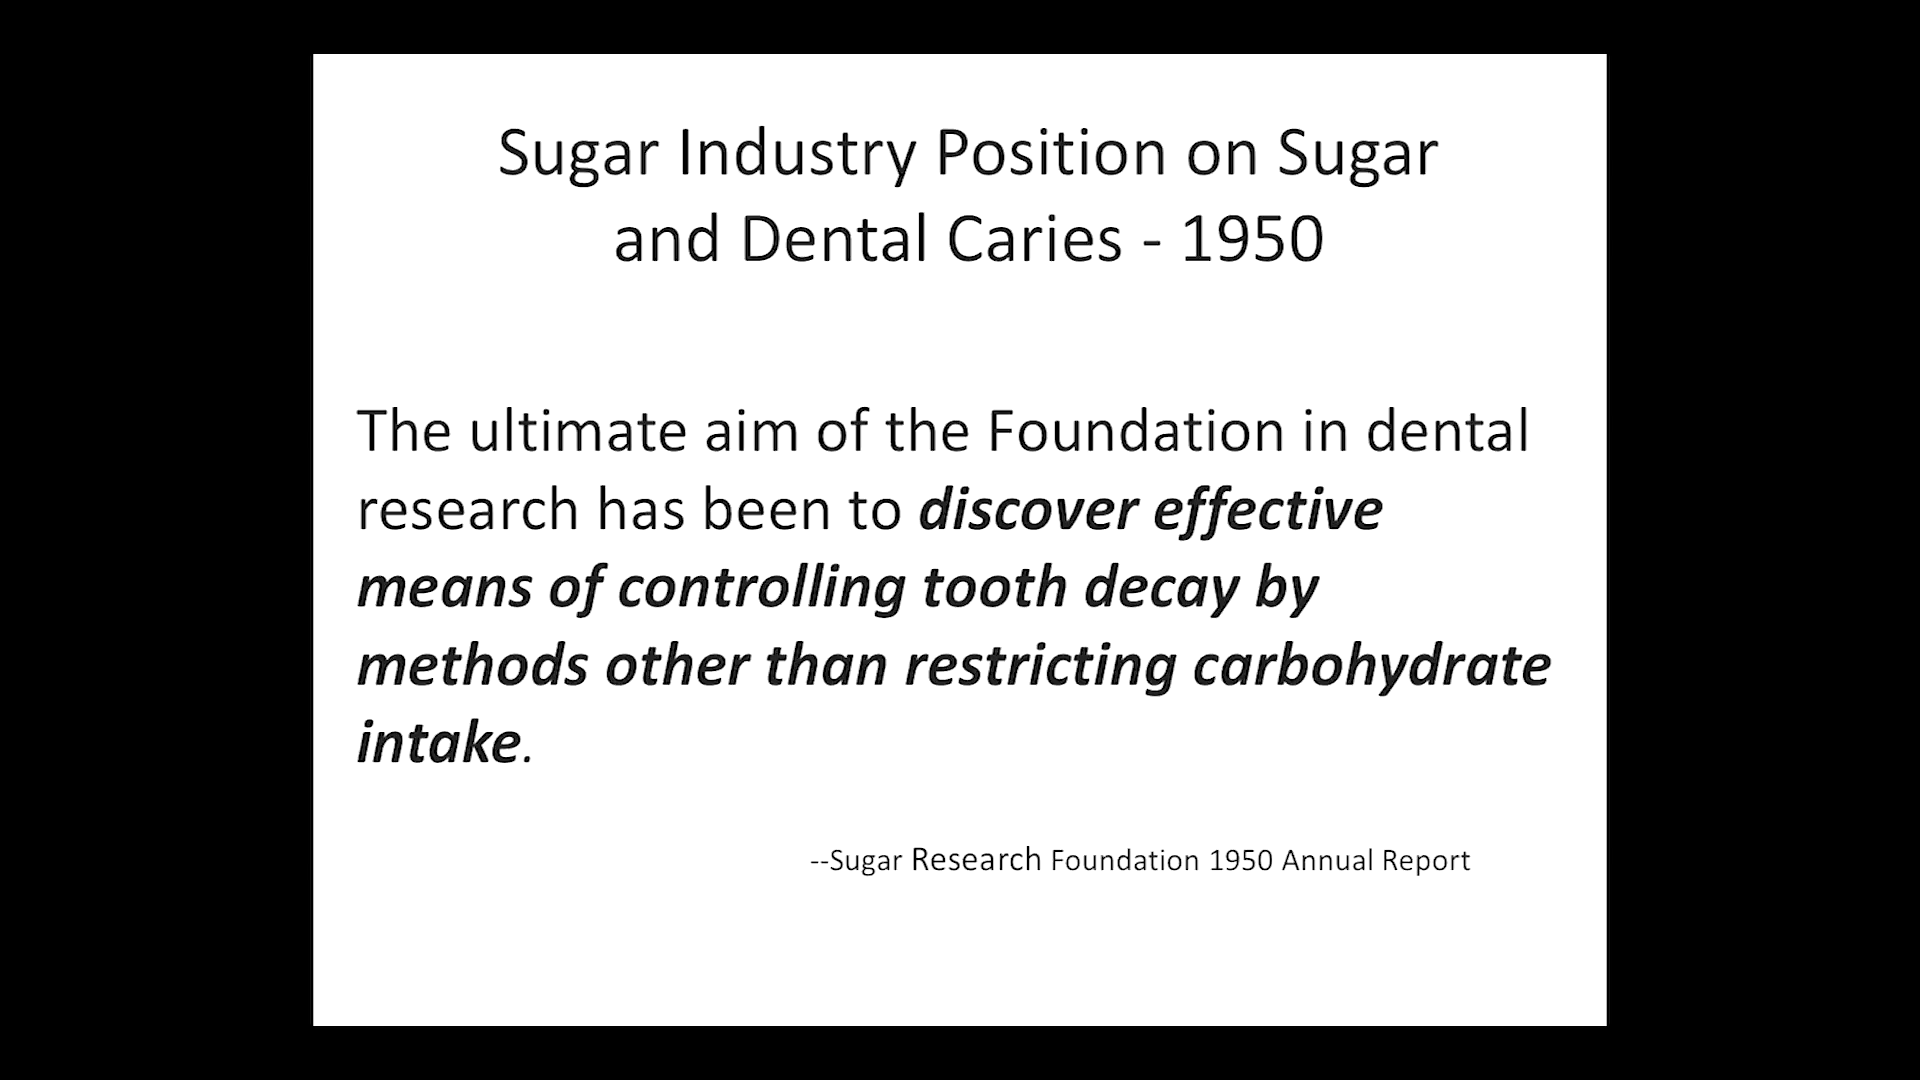 Sugar Industry Position on Sugar
and Dental Caries - 1950
The ultimate aim of the Foundation in dental
research has been to discover effective
means of controlling tooth decay by
methods other than restricting carbohydrate
intake.
--Sugar Research Foundation 1950 Annual Report